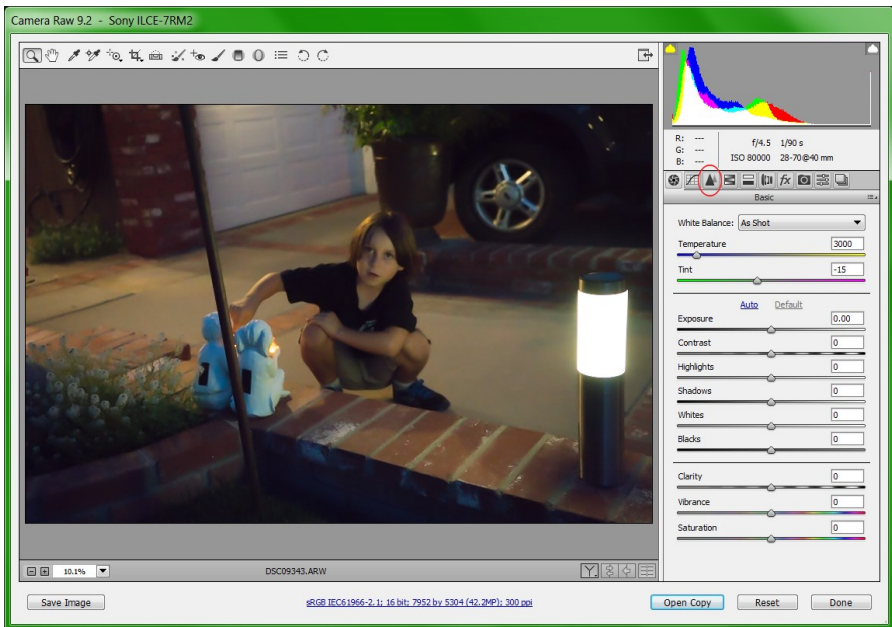 Camera Raw 9.2 - Sony ILCE-7RM2
R: ---
G: ---
B: ---
f/4.5 1/90 s
ISO 80000 28-70@40 mm
fx
Basic
White Balance: As Shot
Temperature 3000
Tint -15
Auto Default
Exposure 0.00
Contrast 0
Highlights 0
Shadows 0
Whites 0
Blacks 0
Clarity 0
Vibrance 0
Saturation 0
10.1% DSC09343.ARW Y
Save Image sRGB IEC61966-2.1; 16 bit; 7952 by 5304 (42.2MP); 300 ppi Open Copy Reset Done